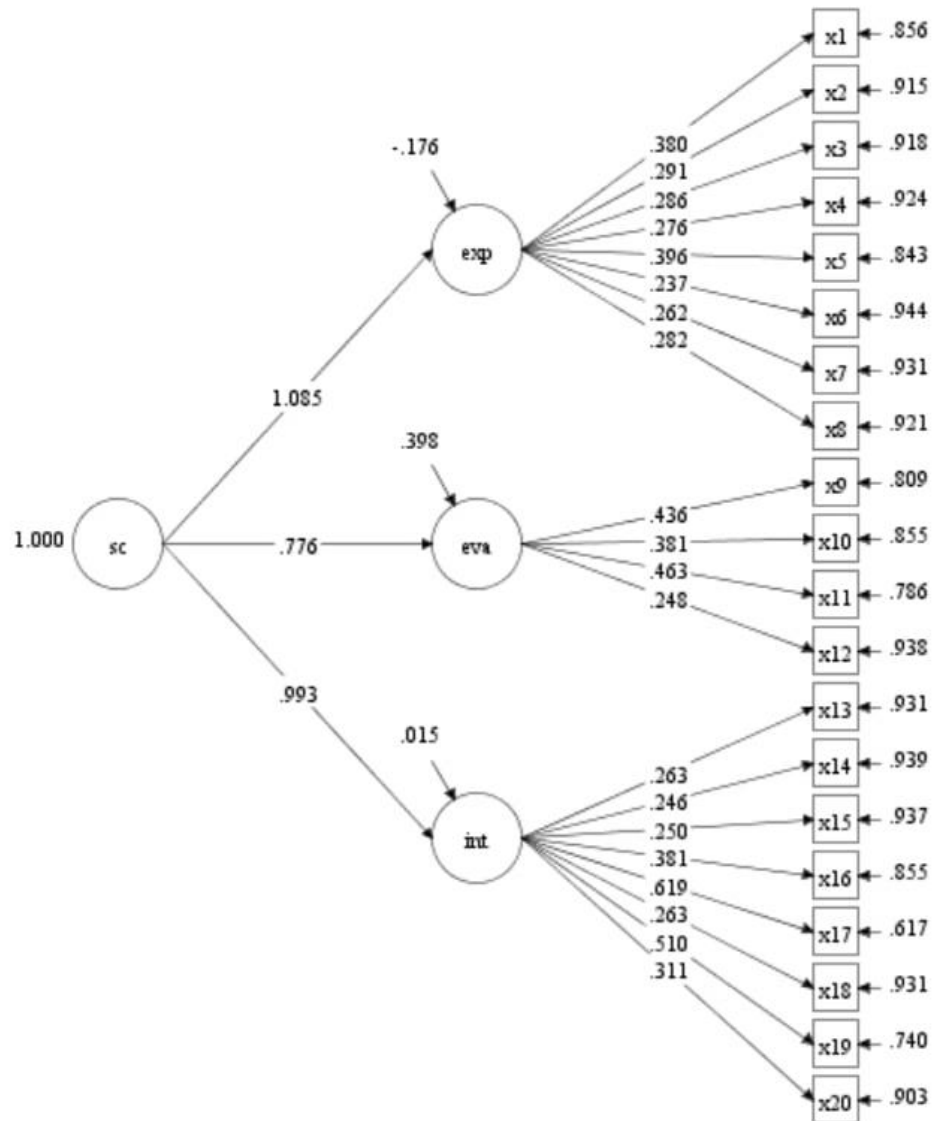 x1 .856
x2 .915
x3 .918
x4 .924
x5 .843
x6 .944
x7 .931
x8 .921
-.176
exp
.380
.291
.286
.276
.396
.237
.262
.282
1.085
.398
x9 .809
x10 .855
x11 .786
x12 .938
1.000 sc .776 eva
.436
.381
.463
.248
.993
.015
int
x13 .931
x14 .939
x15 .937
x16 .855
x17 .617
x18 .931
x19 .740
x20 .903
.263
.246
.250
.381
.619
.263
.510
.311